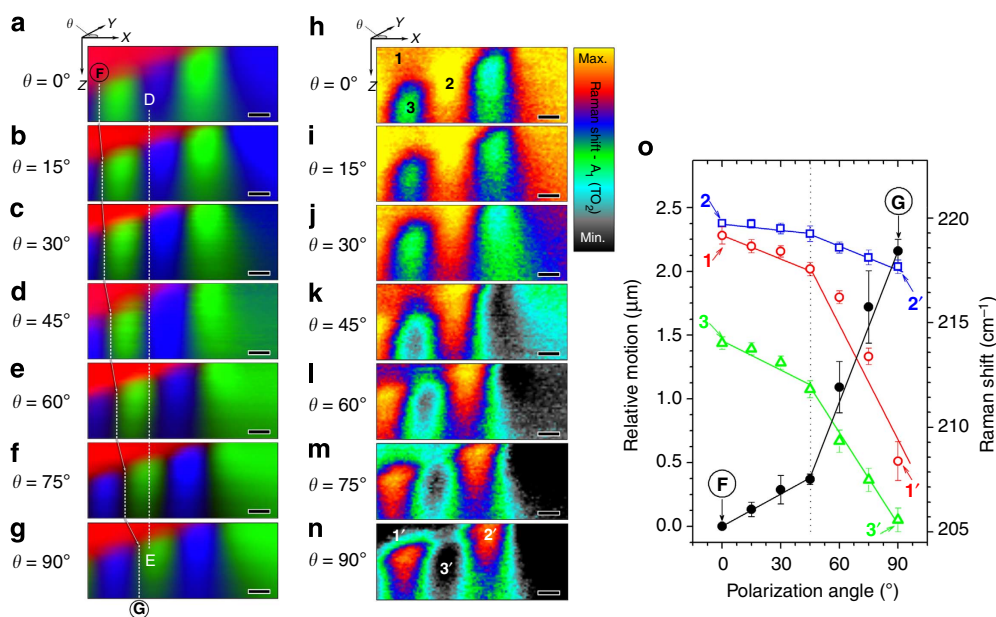 a
θ
Y
X
Z
F
θ = 0°
D
b
θ = 15°
c
θ = 30°
d
θ = 45°
e
θ = 60°
f
θ = 75°
g
θ = 90°
E
G
h
θ
Y
X
Z
1
2
3
i
θ = 15°
j
θ = 30°
k
θ = 45°
l
θ = 60°
m
θ = 75°
n
θ = 90°
1′
2′
3′
Max.
Raman shift - A₁ (TO₂)
Min.
θ = 0°
o
Relative motion (μm)
2.5
2.0
1.5
1.0
0.5
0.0
2
1
3
F
G
2′
1′
3′
220
215
210
205
Raman shift (cm⁻¹)
0 30 60 90
Polarization angle (°)